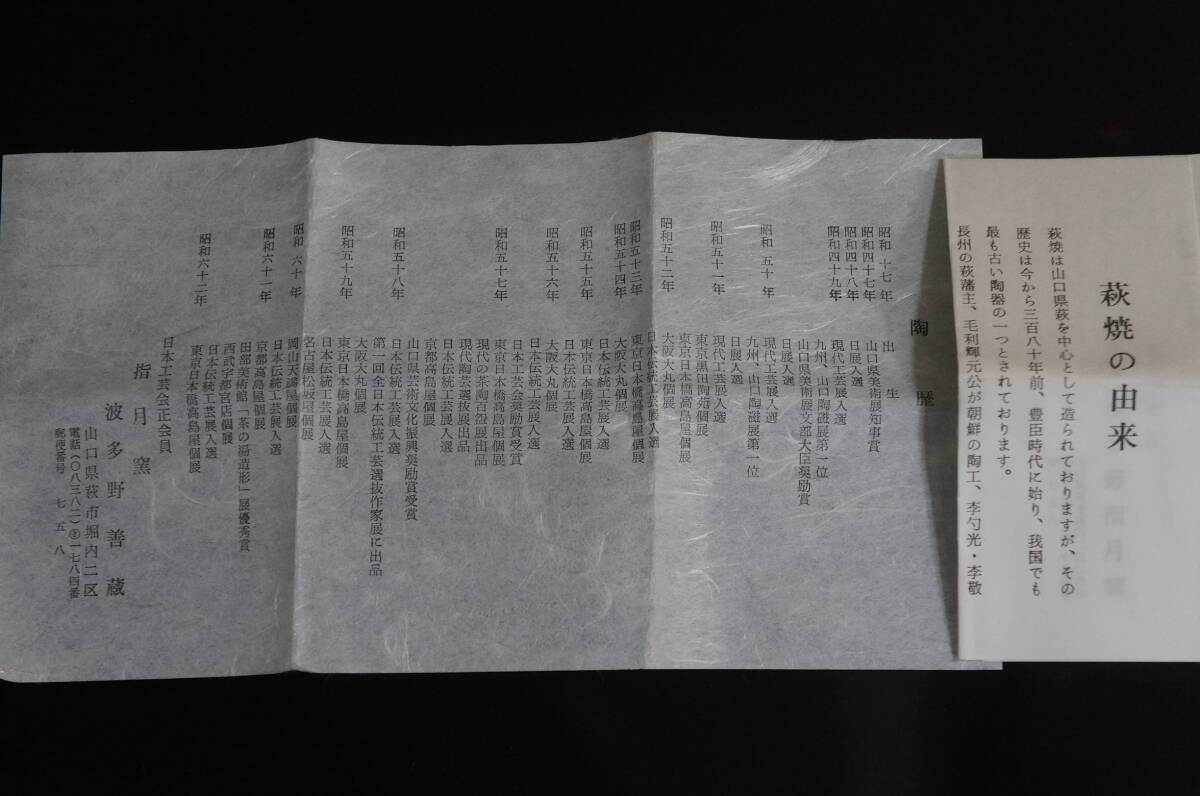 萩焼の由来
萩焼は山口県萩を中心として造られておりますが、その
歴史は今から三百八十年前、豊臣時代に始り、我国でも
最も古い陶器の一つとされております。
長州の萩藩主、毛利輝元公が朝鮮の陶工、李勺光・李敬
陶歴
昭和十七年 出生
昭和四十七年 山口県美術展知事賞
昭和四十八年 日展入選
昭和四十九年 現代工芸展入選
九州、山口陶磁展第一位
山口県美術展文部大臣奨励賞
日展入選
昭和五十年 現代工芸展入選
九州、山口陶磁展第一位
日展入選
昭和五十一年 現代工芸展入選
東京黒田陶苑個展
東京日本橋高島屋個展
昭和五十二年 大阪大丸個展
日本伝統工芸展入選
昭和五十三年 東京日本橋高島屋個展
昭和五十四年 大阪大丸個展
日本伝統工芸展入選
昭和五十五年 東京日本橋高島屋個展
日本伝統工芸展入選
昭和五十六年 大阪大丸個展
日本伝統工芸展入選
日本工芸会奨励賞受賞
昭和五十七年 東京日本橋高島屋個展
現代の茶陶百碗展出品
現代陶芸選抜展出品
日本伝統工芸展入選
京都高島屋個展
山口県芸術文化振興奨励賞受賞
昭和五十八年 日本伝統工芸展入選
第一回全日本伝統工芸選抜作家展に出品
大阪大丸個展
昭和五十九年 東京日本橋高島屋個展
日本伝統工芸展入選
名古屋松坂屋個展
昭和六十年 岡山天満屋個展
日本伝統工芸展入選
昭和六十一年 京都高島屋個展
田部美術館「茶の湯造形」展優秀賞
西武宇都宮店個展
日本伝統工芸展入選
昭和六十二年 東京日本橋高島屋個展
日本工芸会正会員
指月窯
波多野善蔵
山口県萩市堀内二区
電話(〇八三八二)②一七八四番
郵便番号 七五八